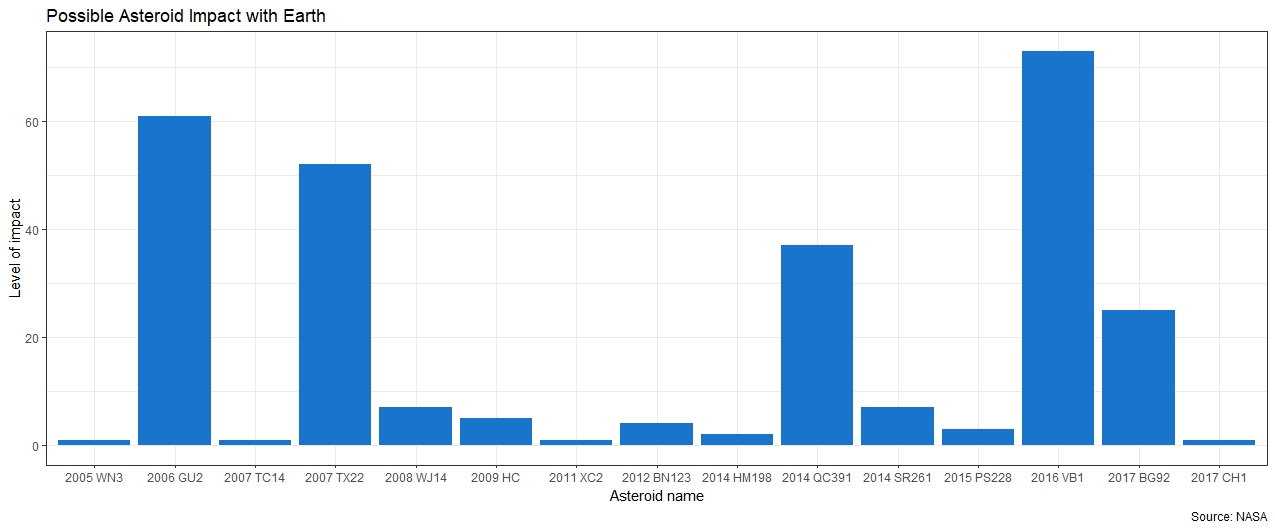 Possible Asteroid Impact with Earth
Level of impact
60
40
20
0
2005 WN3 2006 GU2 2007 TC14 2007 TX22 2008 WJ14 2009 HC 2011 XC2 2012 BN123 2014 HM198 2014 QC391 2014 SR261 2015 PS228 2016 VB1 2017 BG92 2017 CH1
Asteroid name
Source: NASA